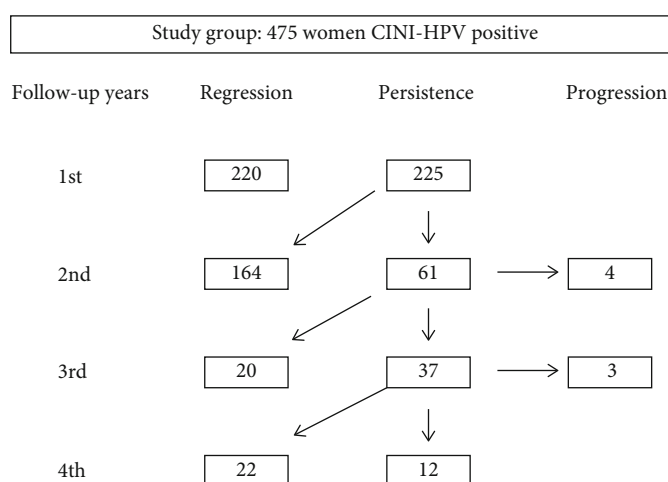 Study group: 475 women CINI-HPV positive
Follow-up years Regression Persistence Progression
1st 220 225
2nd 164 61 4
3rd 20 37 3
4th 22 12